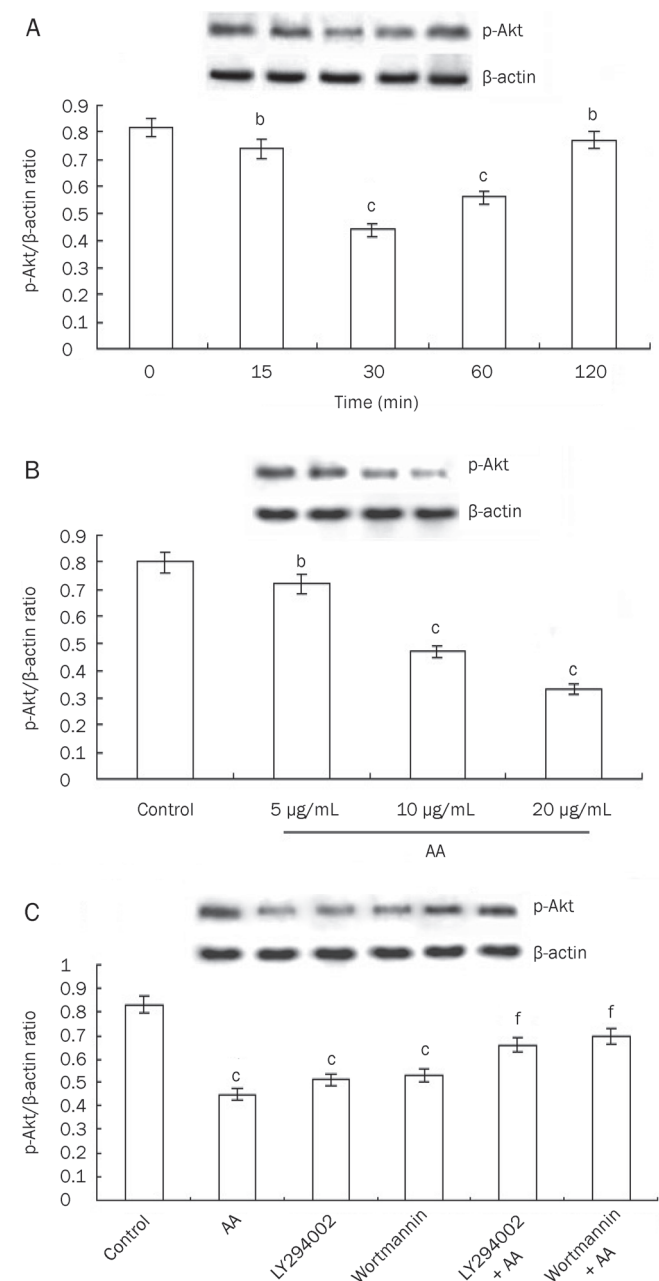 A
p-Akt
β-actin
0.9
0.8
0.7
0.6
0.5
0.4
0.3
0.2
0.1
0
p-Akt/β-actin ratio
b
c
c
b
0 15 30 60 120
Time (min)
B
p-Akt
β-actin
0.9
0.8
0.7
0.6
0.5
0.4
0.3
0.2
0.1
0
p-Akt/β-actin ratio
b
c
c
Control 5 μg/mL 10 μg/mL 20 μg/mL
AA
C
p-Akt
β-actin
1
0.9
0.8
0.7
0.6
0.5
0.4
0.3
0.2
0.1
0
p-Akt/β-actin ratio
c
c
c
f
f
Control
AA
LY294002
Wortmannin
LY294002
+ AA
Wortmannin
+ AA